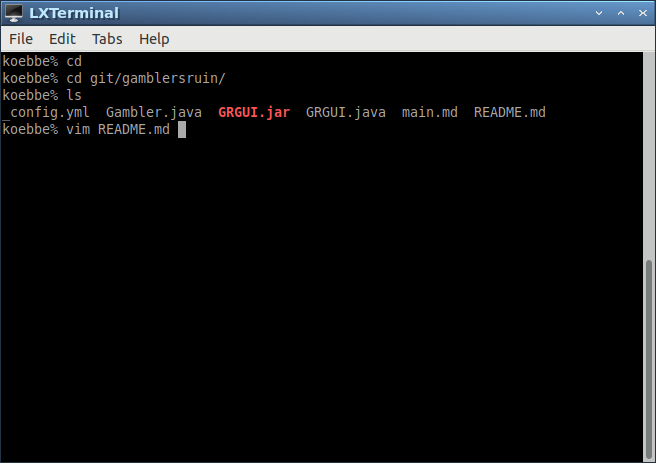 LXTerminal
File Edit Tabs Help
koebbe% cd
koebbe% cd git/gamblersruin/
koebbe% ls
_config.yml  Gambler.java  GRGUI.jar  GRGUI.java  main.md  README.md
koebbe% vim README.md